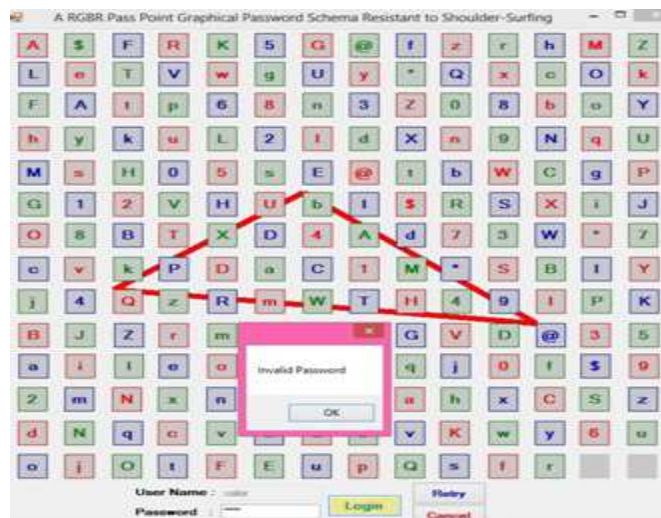 A RGBR Pass Point Graphical Password Schema Resistant to Shoulder-Surfing
A $ F R K 5 G @ f z r h M Z
L e T V w g U y * Q x c O k
F A t p 6 8 n 3 Z 0 8 b o Y
h y k u L 2 I d X n 9 N q U
M s H 0 5 s E @ t b W C g P
G 1 2 V H U b I $ R S X i J
O 8 B T X D 4 A d 7 3 W * 7
c v k P D a C 1 M * S B I Y
j 4 Q z R m W T H 4 9 I P K
B J Z r m G V D @ 3 5
a i e q j 0 $ 9
Invalid Password
OK
2 m N x n a h x C S z
d N q c v v K w y 6 u
o j O t F E u p Q s f r
User Name :
Retry
Password :
Login
Cancel